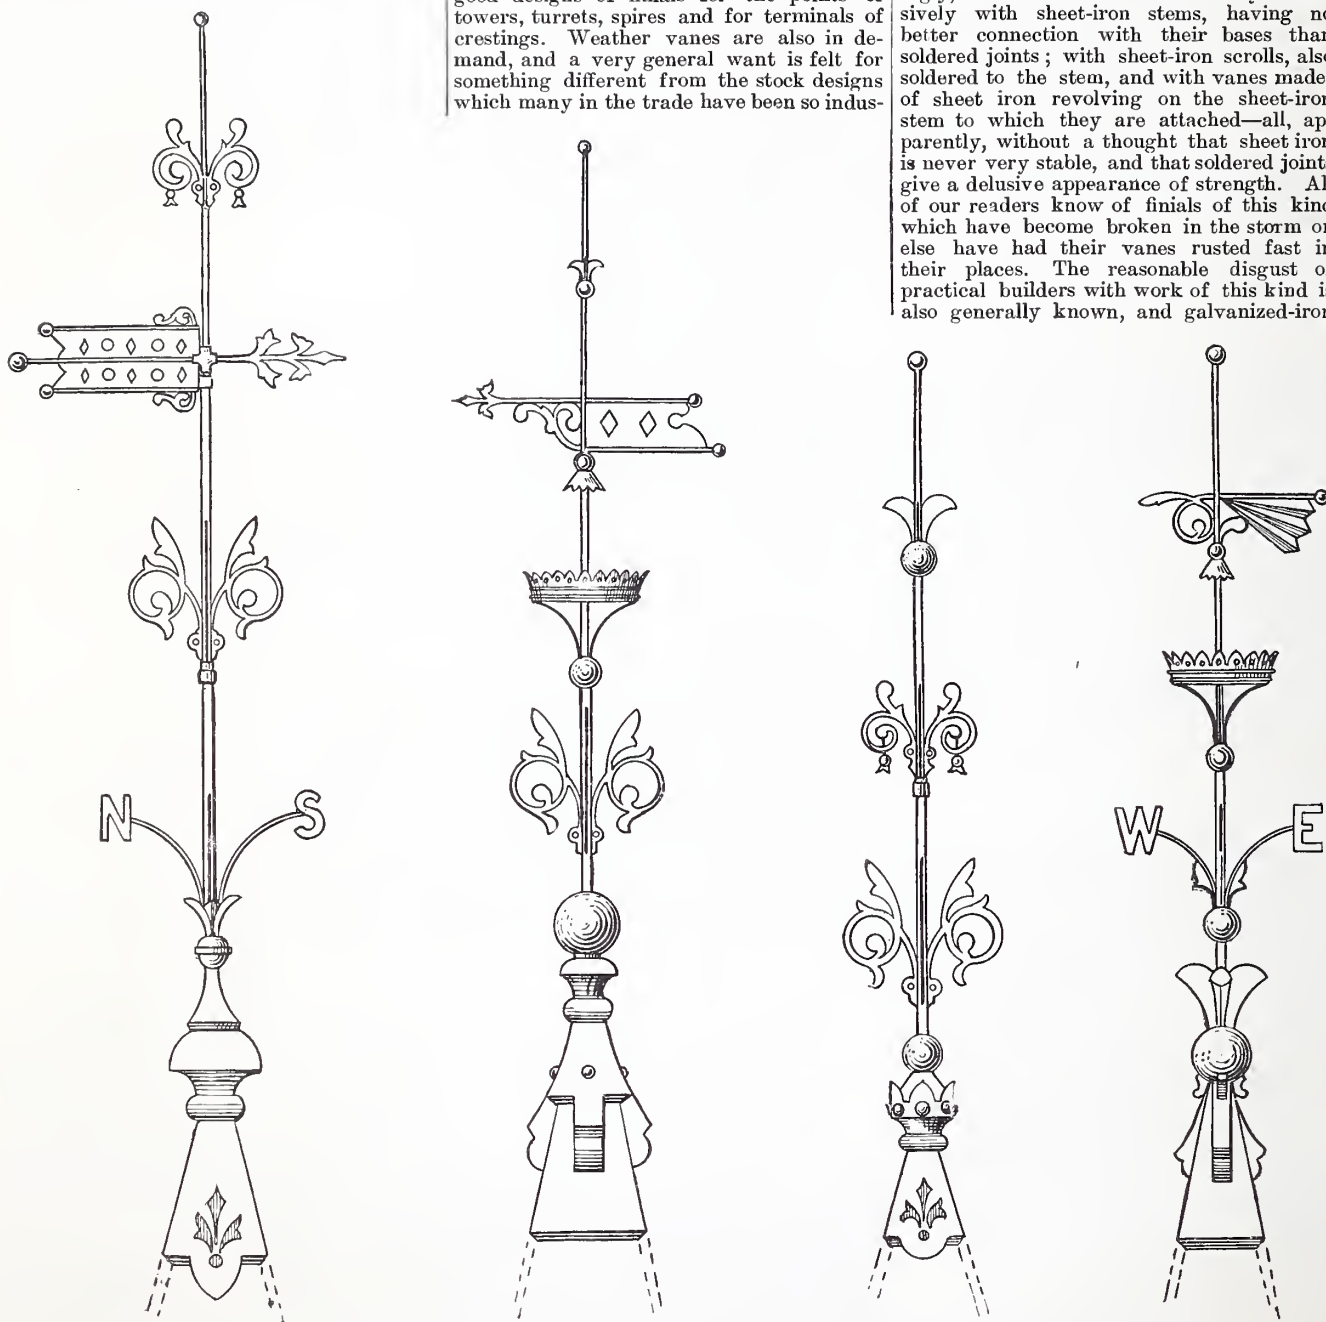 good designs of finials for the points of
towers, turrets, spires and for terminals of
crestings. Weather vanes are also in de-
mand, and a very general want is felt for
something different from the stock designs
which many in the trade have been so indus-
sively with sheet-iron stems, having no
better connection with their bases than
soldered joints; with sheet-iron scrolls, also
soldered to the stem, and with vanes made
of sheet iron revolving on the sheet-iron
stem to which they are attached—all, ap
parently, without a thought that sheet iron
is never very stable, and that soldered joint
give a delusive appearance of strength. Al
of our readers know of finials of this kind
which have become broken in the storm or
else have had their vanes rusted fast in
their places. The reasonable disgust o
practical builders with work of this kind i
also generally known, and galvanized-iron
N S
W E